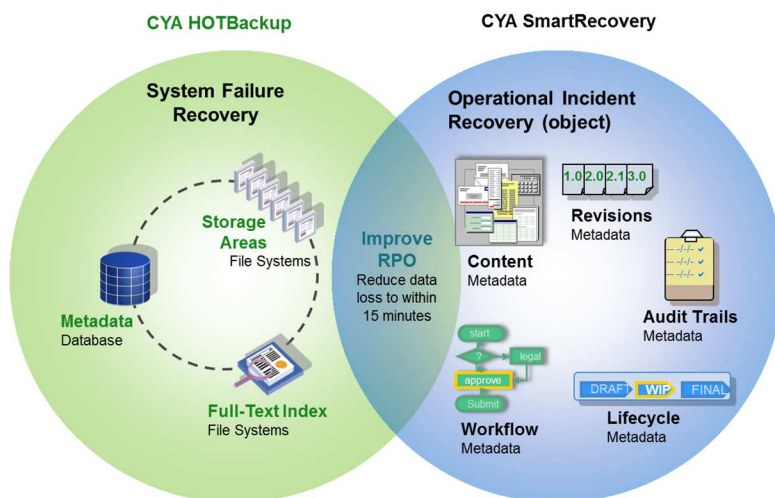 CYA HOTBackup
CYA SmartRecovery
System Failure
Recovery
Storage
Areas
File Systems
Metadata
Database
Full-Text Index
File Systems
Improve
RPO
Reduce data
loss to within
15 minutes
Operational Incident
Recovery (object)
Content
Metadata
1.0 2.0 2.1 3.0
Revisions
Metadata
-- -/-/- ✓
-- -/-/- ✓
-- -/-/- ✓
Audit Trails
Metadata
start
? legal
approve
Submit
Workflow
Metadata
DRAFT WIP FINAL
Lifecycle
Metadata